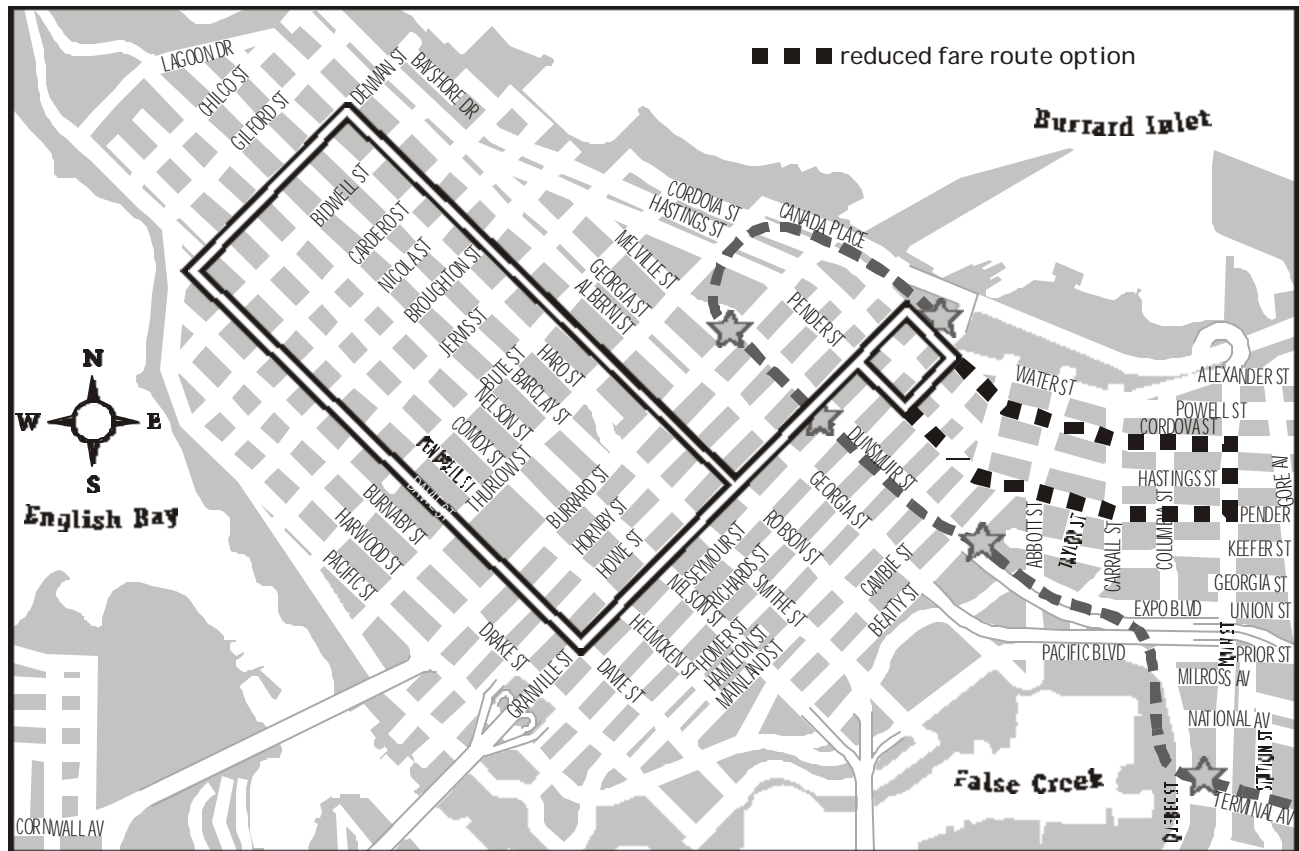 reduced fare route option
LAGOON DR
CHILCO ST
GILFORD ST
DENMAN ST
BAYSHORE DR
Burrard Inlet
BIDWELL ST
CARDERO ST
NICOLA ST
BROUGHTON ST
JERVIS ST
CORDOVA ST
HASTINGS ST
CANADA PLACE
MELVILLE ST
GEORGIA ST
ALBERNI ST
PENDER ST
WATER ST
ALEXANDER ST
POWELL ST
CORDOVA ST
HASTINGS ST
GORE AV
PENDER
KEEFER ST
GEORGIA ST
UNION ST
PRIOR ST
N
W
E
S
English Bay
BUTE ST
HARO ST
BARCLAY ST
NELSON ST
COMOX ST
PENDRELL ST
DAVIE ST
THURLOW ST
BURNABY ST
HARWOOD ST
PACIFIC ST
BURRARD ST
HORNBY ST
HOWE ST
DUNSMUIR ST
GEORGIA ST
ROBSON ST
SEYMOUR ST
RICHARDS ST
SMITHE ST
NELSON ST
HOMER ST
HAMILTON ST
MAINLAND ST
HELMCKEN ST
CAMBIE ST
BEATTY ST
ABBOTT ST
TAYLOR ST
CARRALL ST
COLUMBIA ST
EXPO BLVD
PACIFIC BLVD
MAIN ST
MILROSS AV
NATIONAL AV
STATION ST
TERMINAL AV
QUEBEC ST
DRAKE ST
GRANVILLE ST
DAVIE ST
False Creek
CORNWALL AV